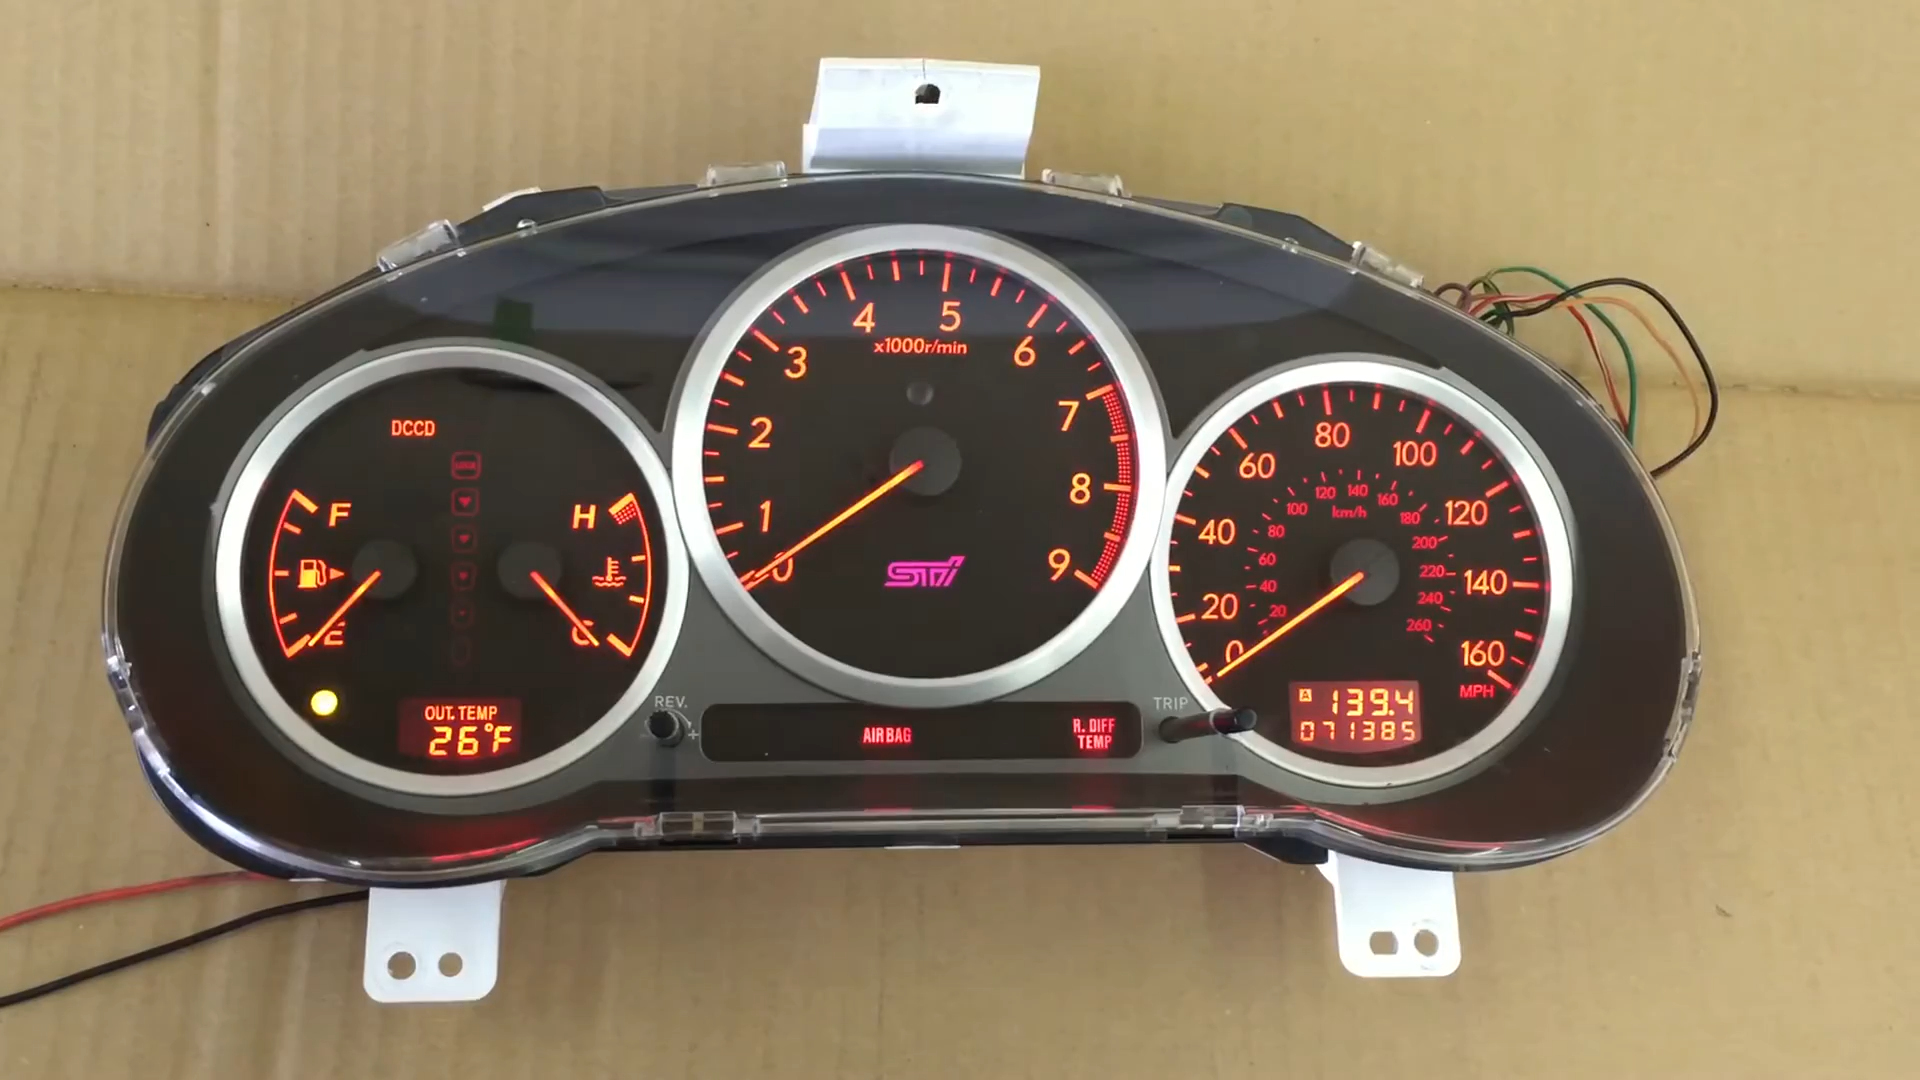 DCCD
F
E
H
C
OUT. TEMP
26°F
0
1
2
3
4
5
6
7
8
9
x1000r/min
STi
REV.
+
AIRBAG
R. DIFF
TEMP
TRIP
0
20
40
60
80
100
120
140
160
MPH
20
40
60
80
100
120
140
160
180
200
220
240
260
km/h
A 139.4
071385